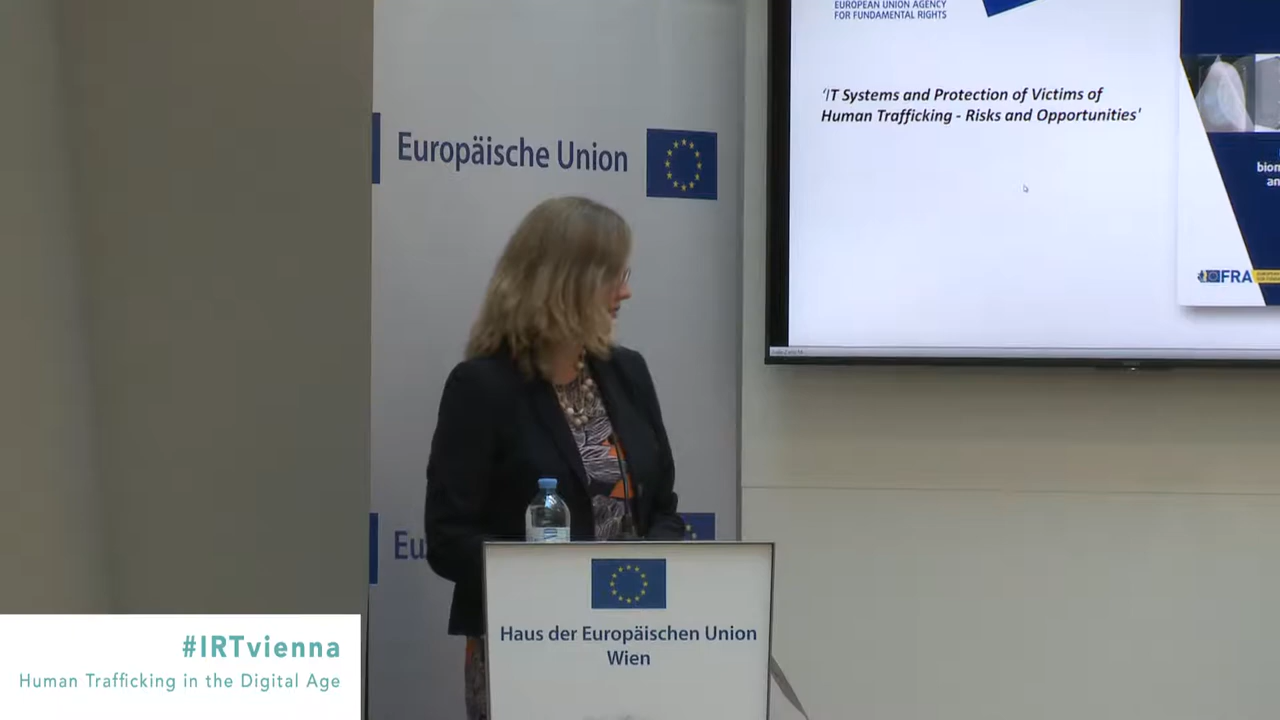 EUROPEAN UNION AGENCY
FOR FUNDAMENTAL RIGHTS
'IT Systems and Protection of Victims of
Human Trafficking - Risks and Opportunities'
Europäische Union
FRA
Eu
Haus der Europäischen Union
Wien
#IRTvienna
Human Trafficking in the Digital Age